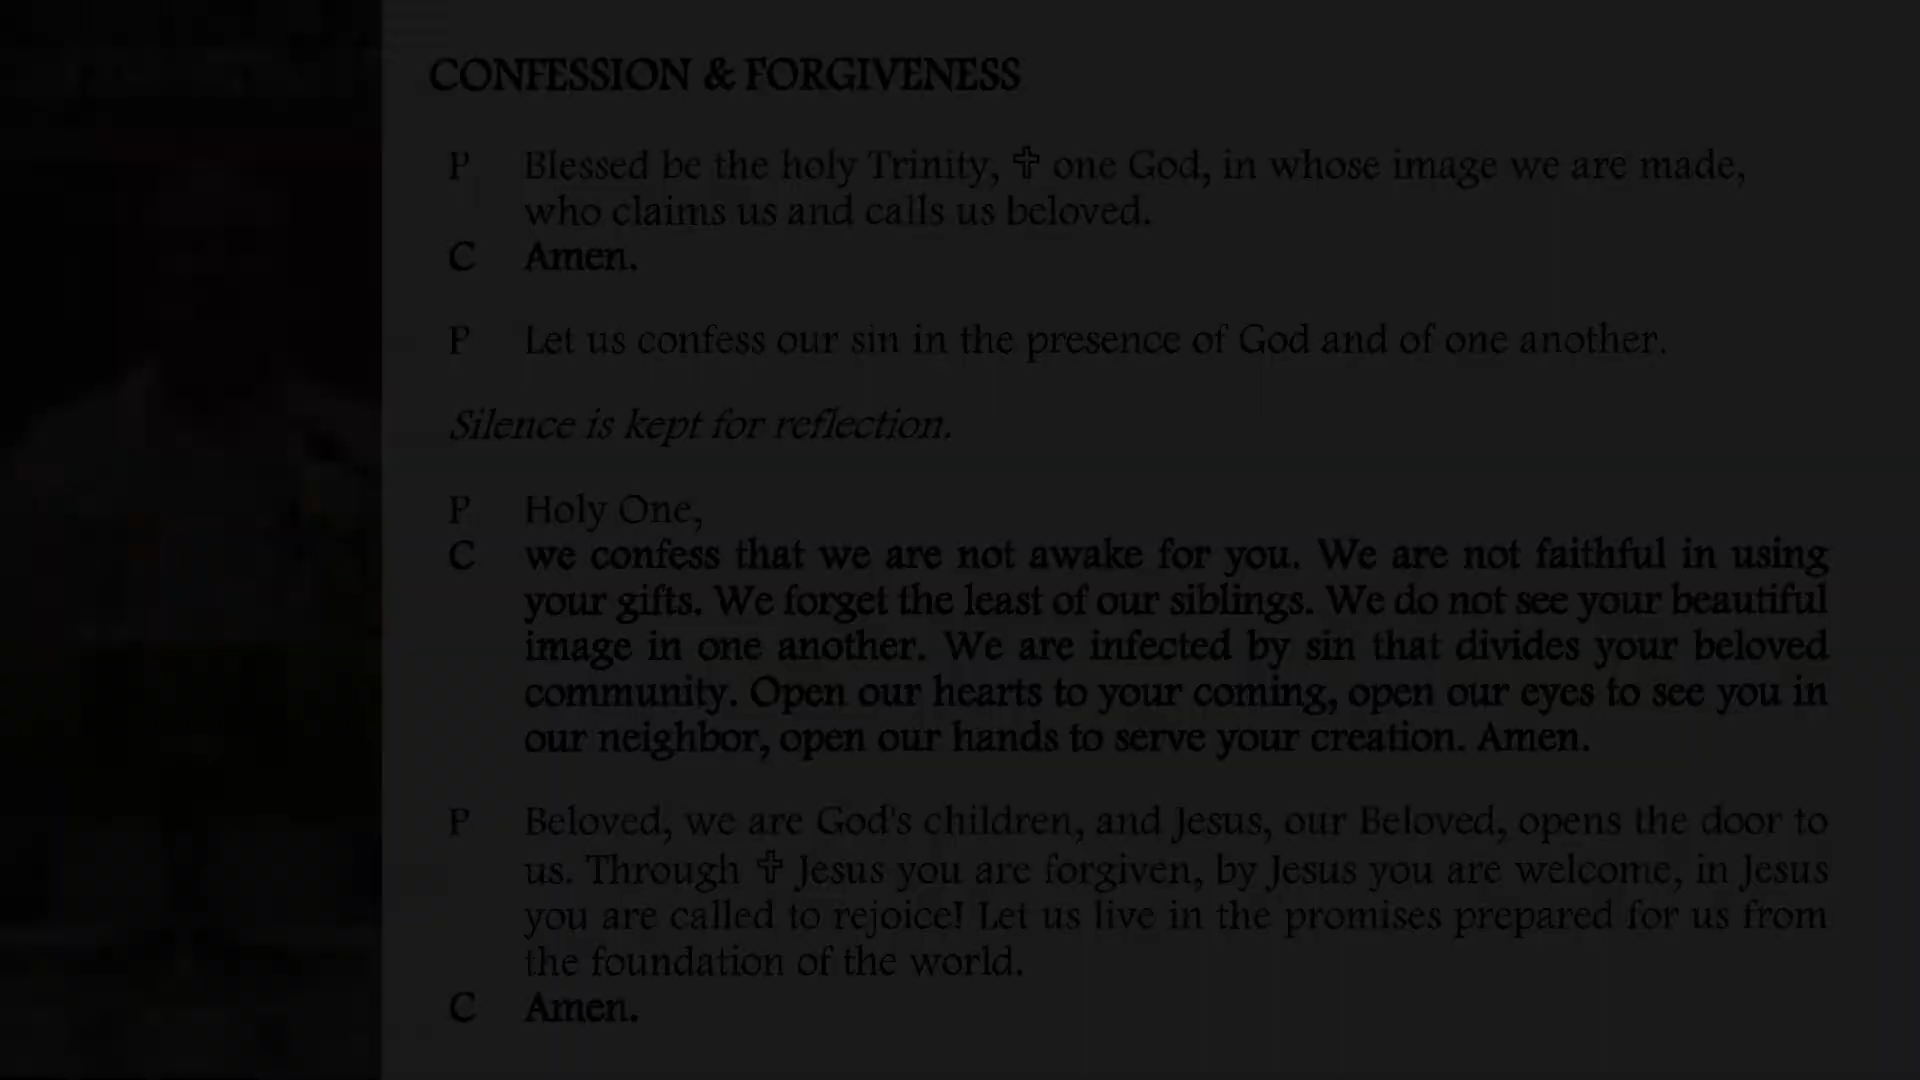 CONFESSION & FORGIVENESS
P Blessed be the holy Trinity, ✝ one God, in whose image we are made,
who claims us and calls us beloved.
C Amen.
P Let us confess our sin in the presence of God and of one another.
Silence is kept for reflection.
P Holy One,
C we confess that we are not awake for you. We are not faithful in using
your gifts. We forget the least of our siblings. We do not see your beautiful
image in one another. We are infected by sin that divides your beloved
community. Open our hearts to your coming, open our eyes to see you in
our neighbor, open our hands to serve your creation. Amen.
P Beloved, we are God's children, and Jesus, our Beloved, opens the door to
us. Through ✝ Jesus you are forgiven, by Jesus you are welcome, in Jesus
you are called to rejoice! Let us live in the promises prepared for us from
the foundation of the world.
C Amen.